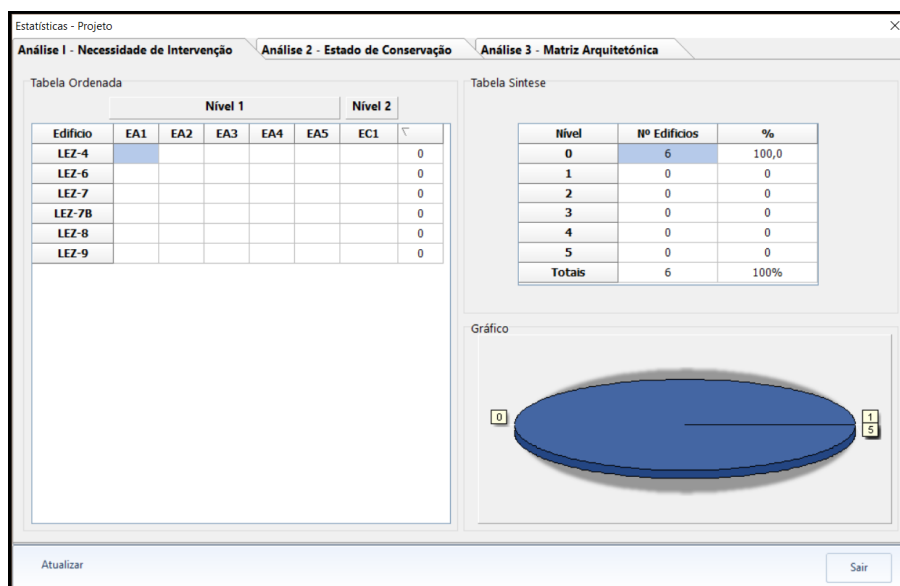 Estatísticas - Projeto
Análise I - Necessidade de Intervenção Análise 2 - Estado de Conservação Análise 3 - Matriz Arquitetónica
Tabela Ordenada
Nível 1 Nível 2
Edificio EA1 EA2 EA3 EA4 EA5 EC1
LEZ-4 0
LEZ-6 0
LEZ-7 0
LEZ-7B 0
LEZ-8 0
LEZ-9 0
Tabela Sintese
Nível Nº Edificios %
0 6 100,0
1 0 0
2 0 0
3 0 0
4 0 0
5 0 0
Totais 6 100%
Gráfico
0 1
5
Atualizar Sair